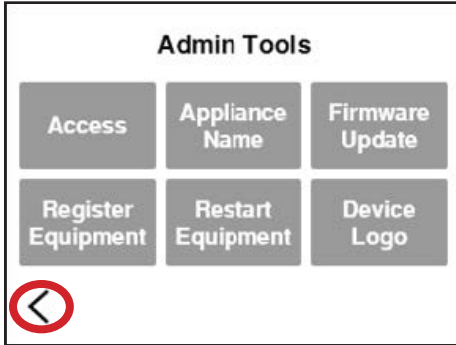 Admin Tools
Access
Appliance
Name
Firmware
Update
Register
Equipment
Restart
Equipment
Device
Logo